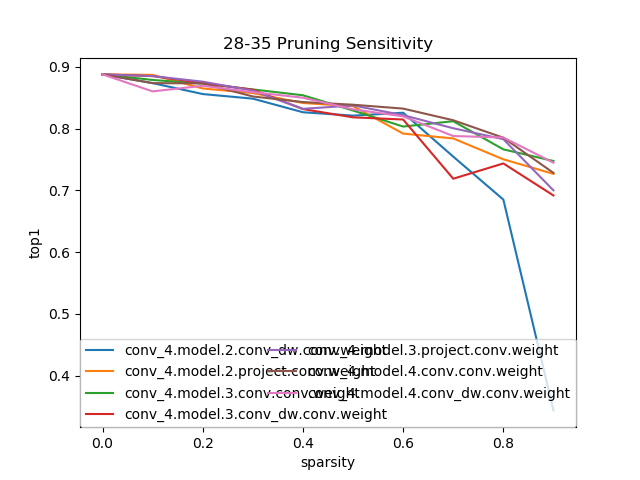 28-35 Pruning Sensitivity
0.9
0.8
0.7
0.6
0.5
0.4
top1
conv_4.model.2.conv_dw.conv.weight
conv_4.model.2.project.conv.weight
conv_4.model.3.conv.conv.weight
conv_4.model.3.conv_dw.conv.weight
conv_4.model.3.project.conv.weight
conv_4.model.4.conv.conv.weight
conv_4.model.4.conv_dw.conv.weight
0.0 0.2 0.4 0.6 0.8
sparsity